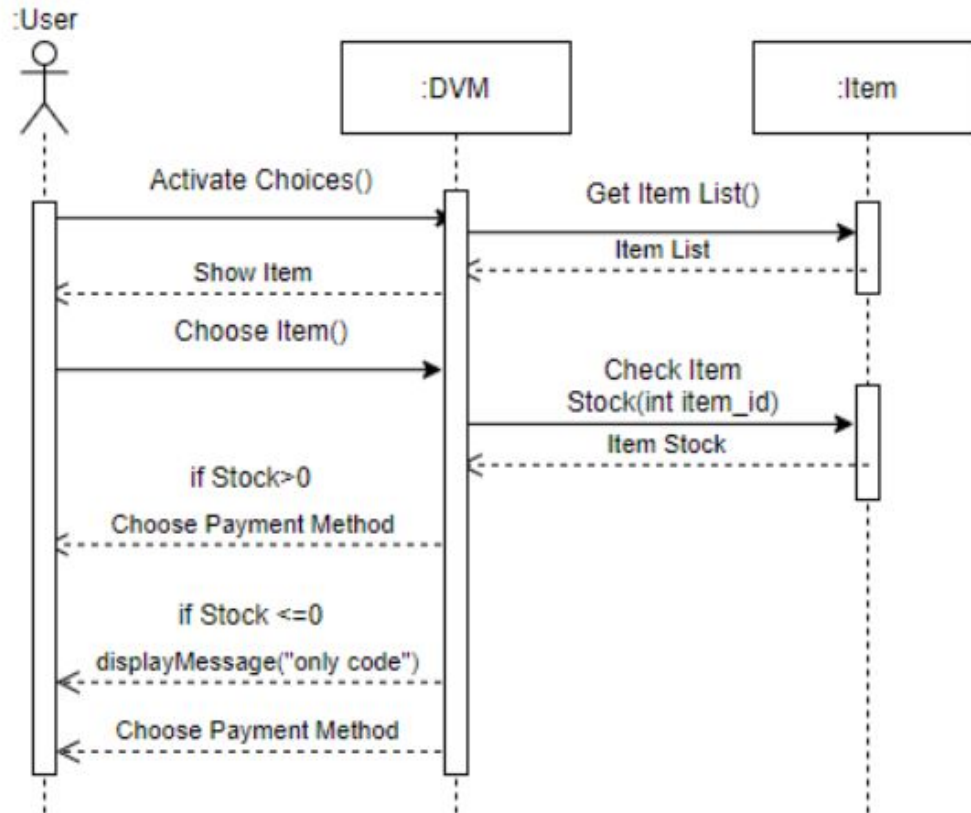 :User
:DVM
:Item
Activate Choices()
Get Item List()
Item List
Show Item
Choose Item()
Check Item
Stock(int item_id)
Item Stock
if Stock>0
Choose Payment Method
if Stock <=0
displayMessage("only code")
Choose Payment Method